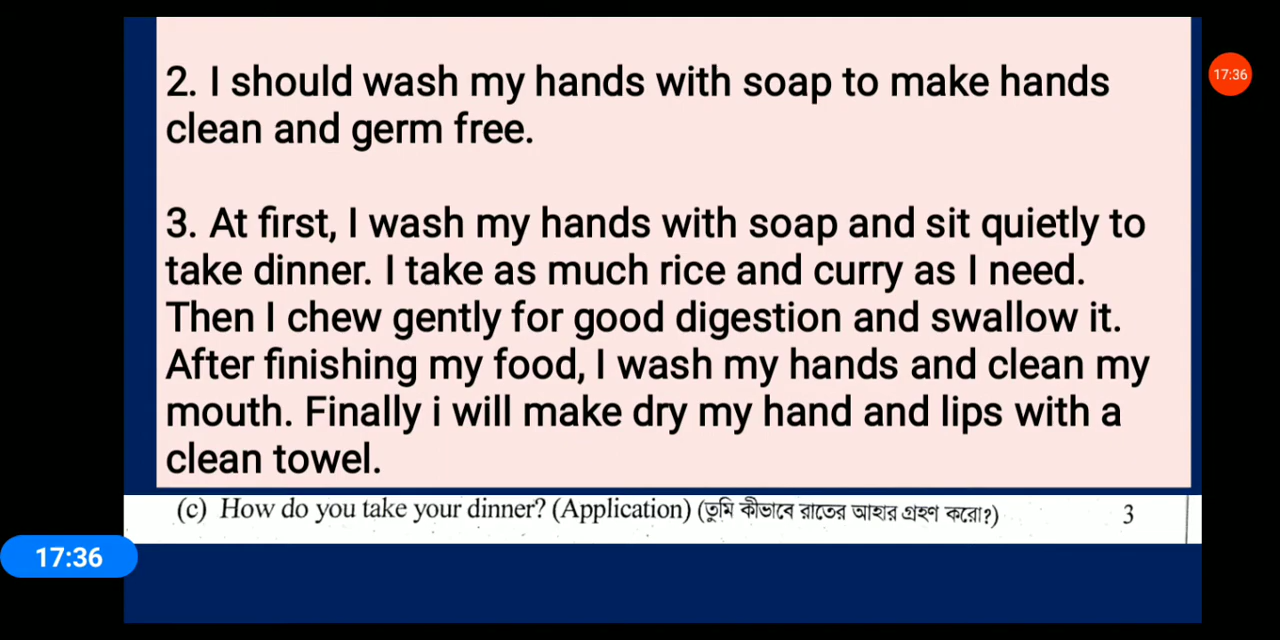 2. I should wash my hands with soap to make hands
clean and germ free.
3. At first, I wash my hands with soap and sit quietly to
take dinner. I take as much rice and curry as I need.
Then I chew gently for good digestion and swallow it.
After finishing my food, I wash my hands and clean my
mouth. Finally i will make dry my hand and lips with a
clean towel.
(c) How do you take your dinner? (Application) (তুমি কীভাবে রাতের আহার গ্রহণ করো?) 3
17:36
17:36